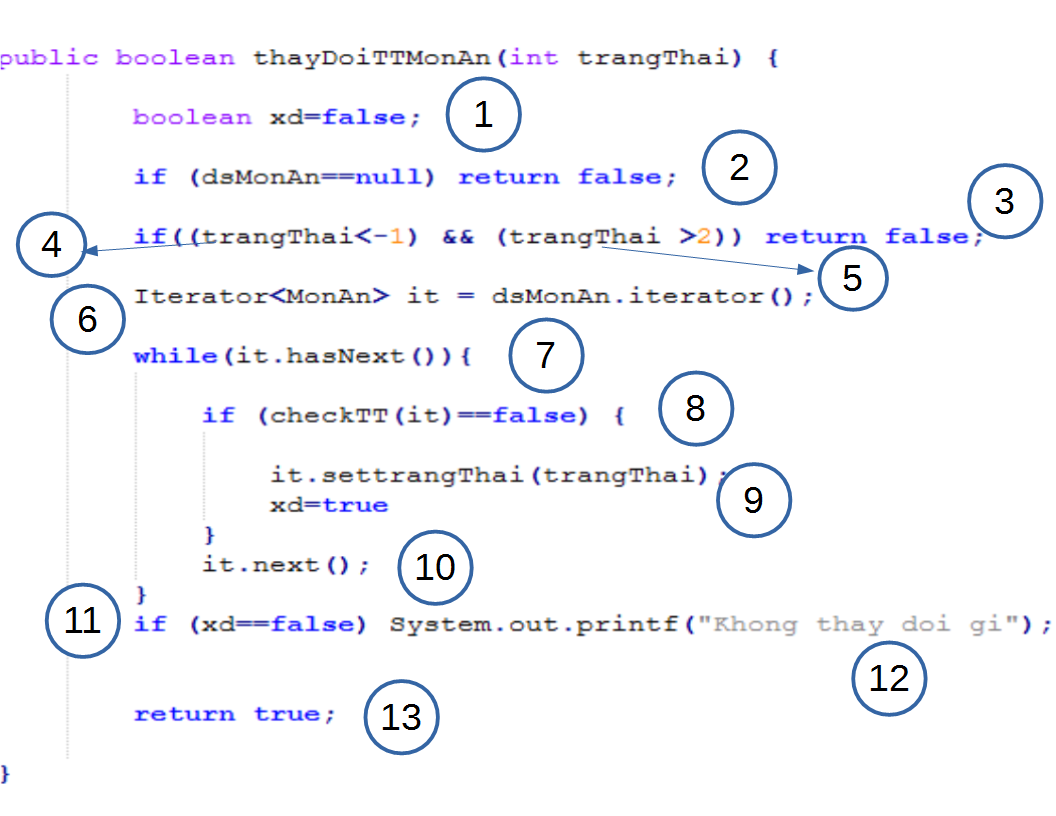 public boolean thayDoiTTMonAn(int trangThai) {
boolean xd=false; 1
if (dsMonAn==null) return false; 2
3
4 if((trangThai<-1) && (trangThai >2)) return false;
Iterator<MonAn> it = dsMonAn.iterator(); 5
6
while(it.hasNext()){ 7
if (checkTT(it)==false) { 8
it.settrangThai(trangThai);
xd=true 9
}
it.next(); 10
}
11 if (xd==false) System.out.printf("Khong thay doi gi");
12
return true; 13
}